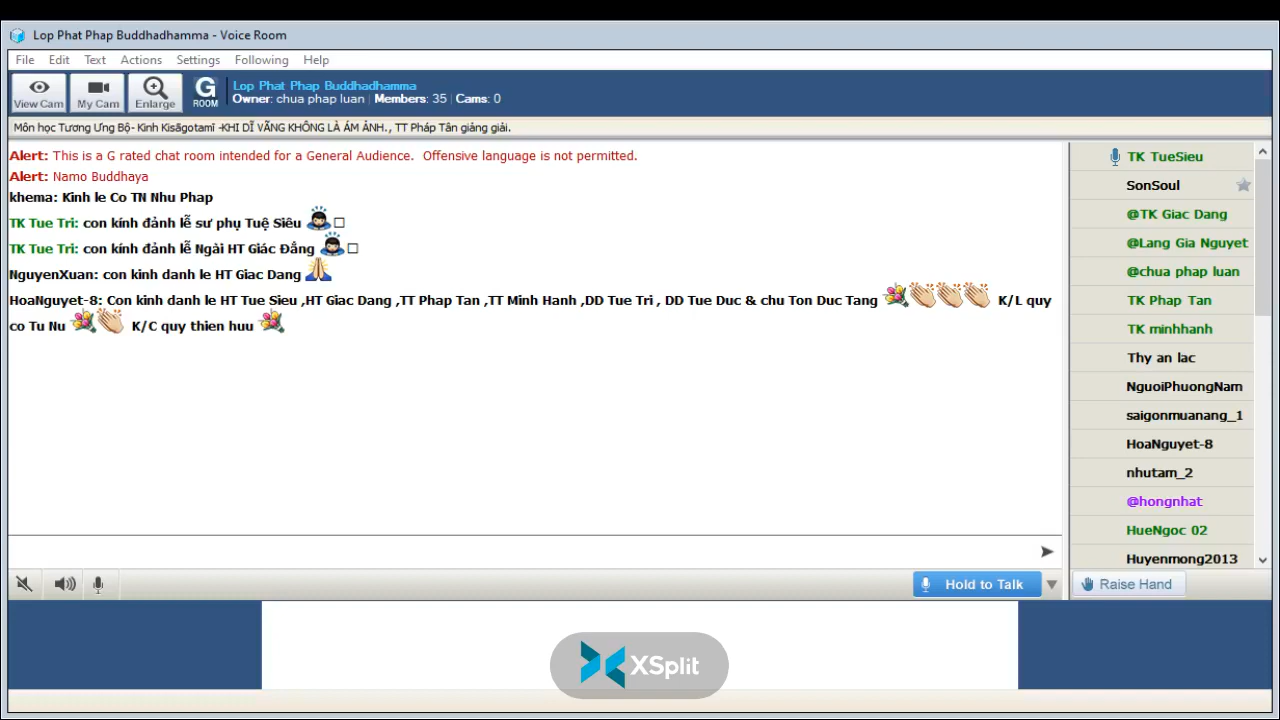 Lop Phat Phap Buddhadhamma - Voice Room
File Edit Text Actions Settings Following Help
View Cam My Cam Enlarge G ROOM
Lop Phat Phap Buddhadhamma
Owner: chua phap luan | Members: 35 | Cams: 0
Môn học Tương Ưng Bộ- Kinh Kisāgotamī -KHI DĨ VÃNG KHÔNG LÀ ÁM ẢNH., TT Pháp Tân giảng giải.
Alert: This is a G rated chat room intended for a General Audience. Offensive language is not permitted.
Alert: Namo Buddhaya
khema: Kinh le Co TN Nhu Phap
TK Tue Tri: con kính đảnh lễ sư phụ Tuệ Siêu
TK Tue Tri: con kính đảnh lễ Ngài HT Giác Đẳng
NguyenXuan: con kinh danh le HT Giac Dang
HoaNguyet-8: Con kinh danh le HT Tue Sieu ,HT Giac Dang ,TT Phap Tan ,TT Minh Hanh ,DD Tue Tri , DD Tue Duc & chu Ton Duc Tang K/L quy
co Tu Nu K/C quy thien huu
TK TueSieu
SonSoul
@TK Giac Dang
@Lang Gia Nguyet
@chua phap luan
TK Phap Tan
TK minhhanh
Thy an lac
NguoiPhuongNam
saigonmuanang_1
HoaNguyet-8
nhutam_2
@hongnhat
HueNgoc 02
Huyenmong2013
Hold to Talk
Raise Hand
XSplit